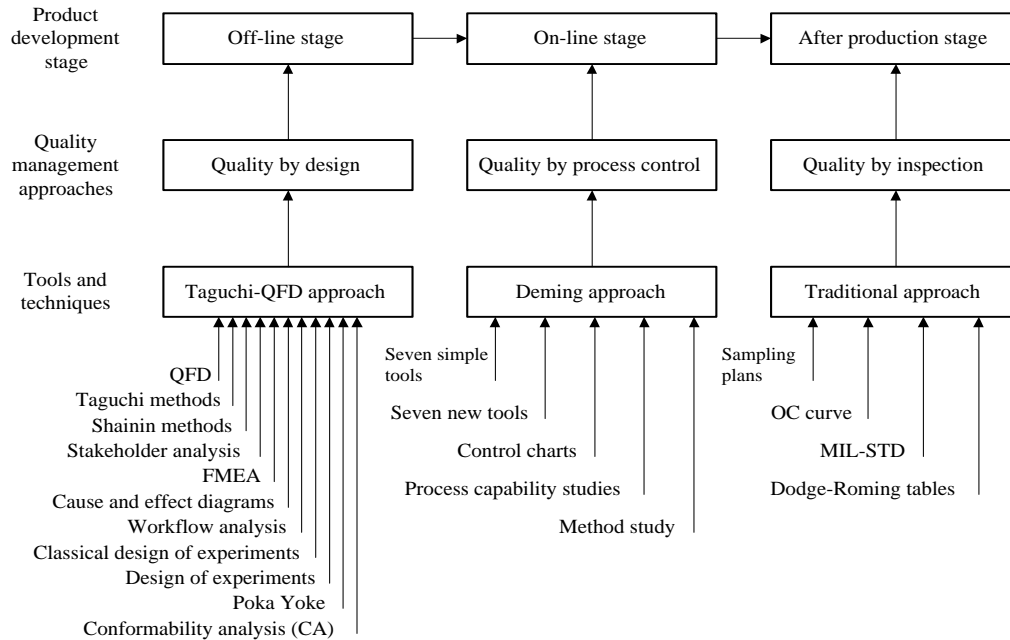 Product
development
stage
Off-line stage
On-line stage
After production stage
Quality
management
approaches
Quality by design
Quality by process control
Quality by inspection
Tools and
techniques
Taguchi-QFD approach
Deming approach
Traditional approach
QFD
Taguchi methods
Shainin methods
Stakeholder analysis
FMEA
Cause and effect diagrams
Workflow analysis
Classical design of experiments
Design of experiments
Poka Yoke
Conformability analysis (CA)
Seven simple
tools
Seven new tools
Control charts
Process capability studies
Method study
Sampling
plans
OC curve
MIL-STD
Dodge-Roming tables